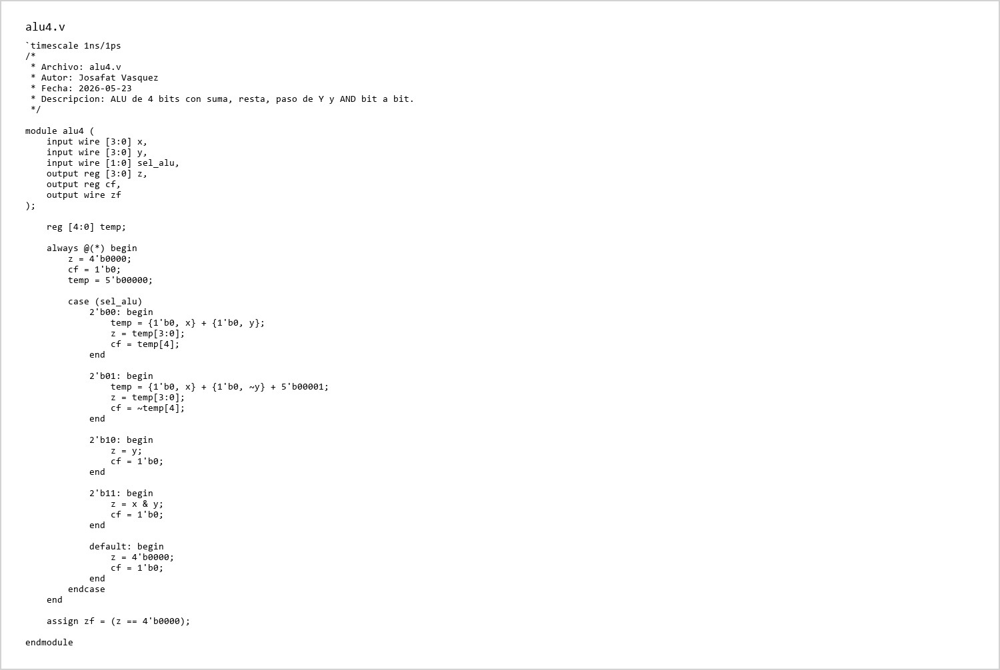 alu4.v
`timescale 1ns/1ps
/*
 * Archivo: alu4.v
 * Autor: Josafat Vasquez
 * Fecha: 2026-05-23
 * Descripcion: ALU de 4 bits con suma, resta, paso de Y y AND bit a bit.
 */
module alu4 (
    input wire [3:0] x,
    input wire [3:0] y,
    input wire [1:0] sel_alu,
    output reg [3:0] z,
    output reg cf,
    output wire zf
);
    reg [4:0] temp;
    always @(*) begin
        z = 4'b0000;
        cf = 1'b0;
        temp = 5'b00000;
        case (sel_alu)
            2'b00: begin
                temp = {1'b0, x} + {1'b0, y};
                z = temp[3:0];
                cf = temp[4];
            end
            2'b01: begin
                temp = {1'b0, x} + {1'b0, ~y} + 5'b00001;
                z = temp[3:0];
                cf = ~temp[4];
            end
            2'b10: begin
                z = y;
                cf = 1'b0;
            end
            2'b11: begin
                z = x & y;
                cf = 1'b0;
            end
            default: begin
                z = 4'b0000;
                cf = 1'b0;
            end
        endcase
    end
    assign zf = (z == 4'b0000);
endmodule